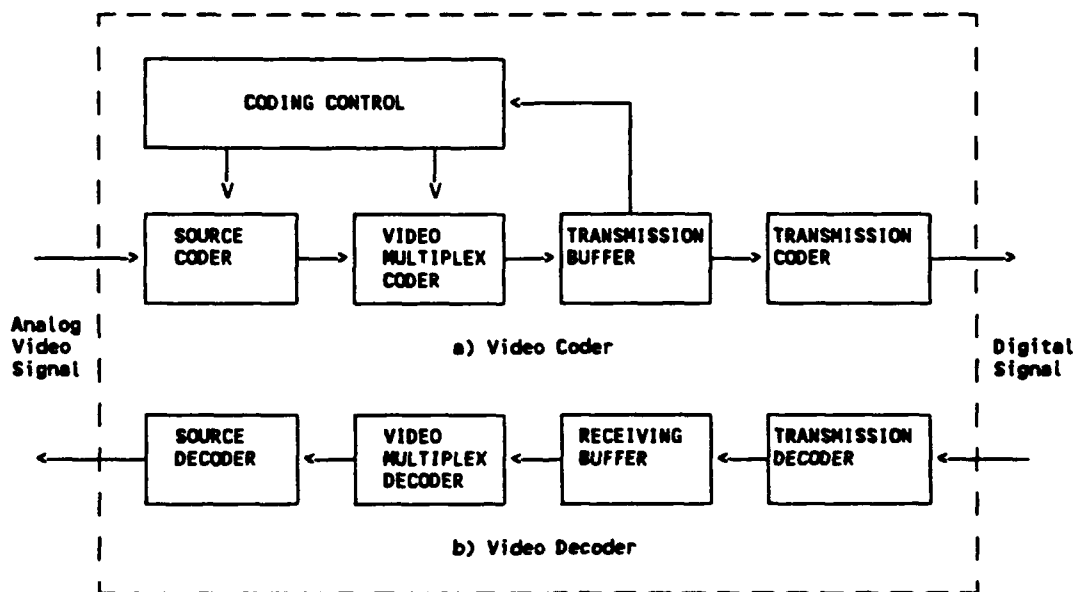 CODING CONTROL
SOURCE
CODER
VIDEO
MULTIPLEX
CODER
TRANSMISSION
BUFFER
TRANSMISSION
CODER
Analog
Video
Signal
a) Video Coder
Digital
Signal
SOURCE
DECODER
VIDEO
MULTIPLEX
DECODER
RECEIVING
BUFFER
TRANSMISSION
DECODER
b) Video Decoder